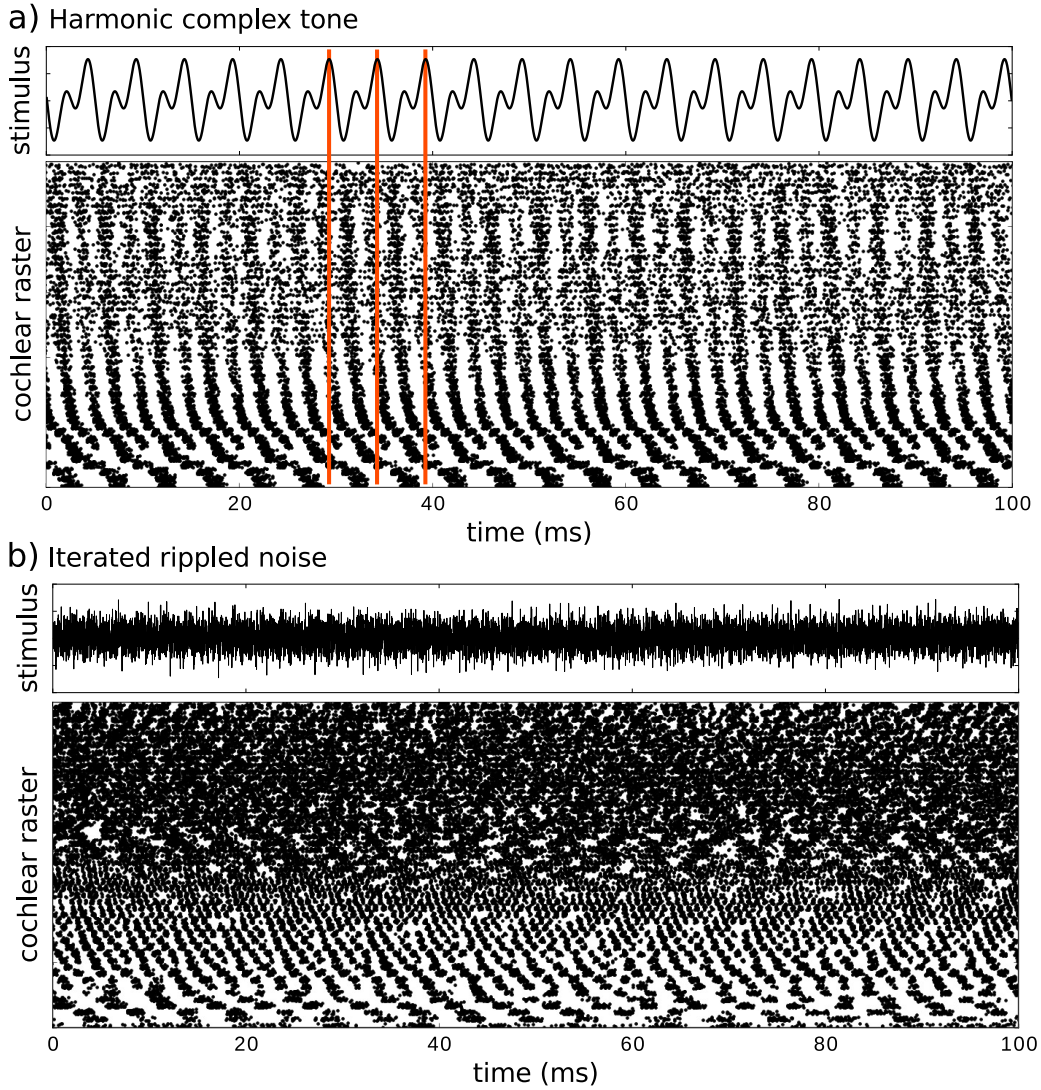 a) Harmonic complex tone
stimulus
cochlear raster
0 20 40 60 80 100
time (ms)
b) Iterated rippled noise
stimulus
cochlear raster
0 20 40 60 80 100
time (ms)